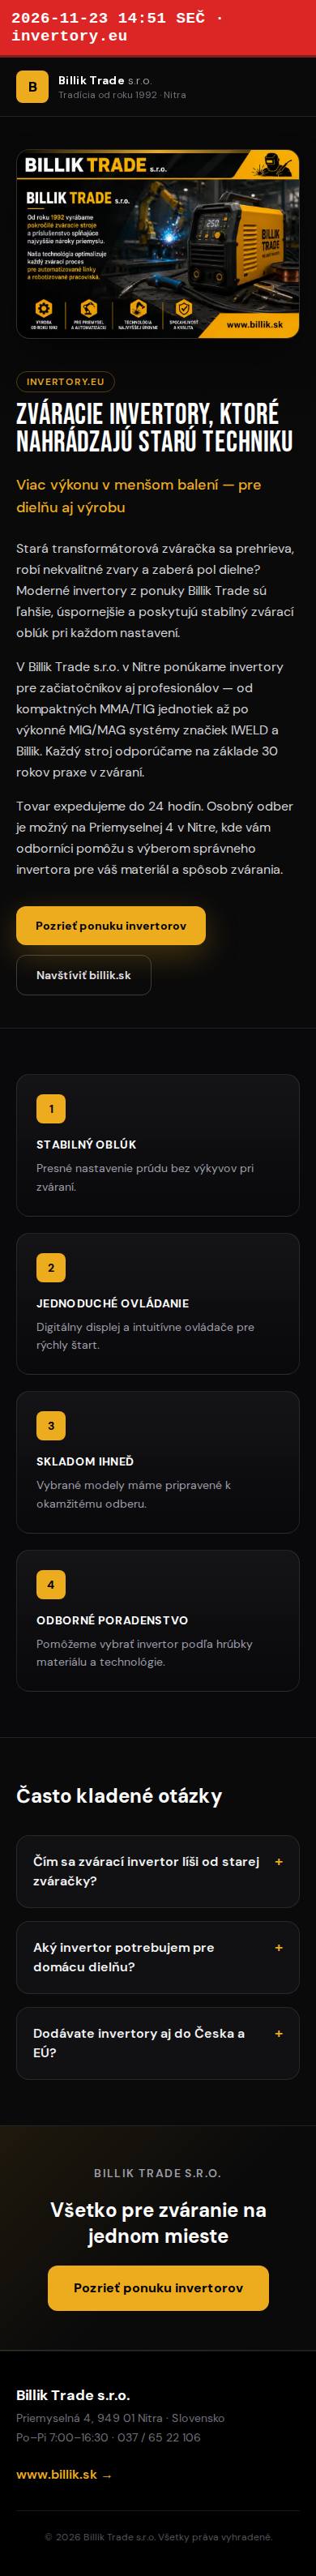 2026-11-23 14:51 SEČ ·
invertory.eu
B
Billik Trade s.r.o.
Tradícia od roku 1992 · Nitra
BILLIK TRADE s.r.o.
BILLIK TRADE s.r.o.
Od roku 1992 vyrábame
pokročilé zváracie stroje
a príslušenstvo spĺňajúce
najvyššie nároky priemyslu.
Naša technológia optimalizuje
každý zvárací proces
pre automatizované linky
a robotizované pracoviská.
BILLIK
TRADE
www.billik.sk
INVERTORY.EU
ZVÁRACIE INVERTORY, KTORÉ
NAHRÁDZAJÚ STARÚ TECHNIKU
Viac výkonu v menšom balení — pre
dielňu aj výrobu
Stará transformátorová zváračka sa prehrieva,
robí nekvalitné zvary a zaberá pol dielne?
Moderné invertory z ponuky Billik Trade sú
ľahšie, úspornejšie a poskytujú stabilný zvárací
oblúk pri každom nastavení.
V Billik Trade s.r.o. v Nitre ponúkame invertory
pre začiatočníkov aj profesionálov — od
kompaktných MMA/TIG jednotiek až po
výkonné MIG/MAG systémy značiek IWELD a
Billik. Každý stroj odporúčame na základe 30
rokov praxe v zváraní.
Tovar expedujeme do 24 hodín. Osobný odber
je možný na Priemyselnej 4 v Nitre, kde vám
odborníci pomôžu s výberom správneho
invertora pre váš materiál a spôsob zvárania.
Pozrieť ponuku invertorov
Navštíviť billik.sk
1
STABILNÝ OBLÚK
Presné nastavenie prúdu bez výkyvov pri
zváraní.
2
JEDNODUCHÉ OVLÁDANIE
Digitálny displej a intuitívne ovládače pre
rýchly štart.
3
SKLADOM IHNEĎ
Vybrané modely máme pripravené k
okamžitému odberu.
4
ODBORNÉ PORADENSTVO
Pomôžeme vybrať invertor podľa hrúbky
materiálu a technológie.
Často kladené otázky
Čím sa zvárací invertor líši od starej +
zváračky?
Aký invertor potrebujem pre +
domácu dielňu?
Dodávate invertory aj do Česka a +
EÚ?
BILLIK TRADE S.R.O.
Všetko pre zváranie na
jednom mieste
Pozrieť ponuku invertorov
Billik Trade s.r.o.
Priemyselná 4, 949 01 Nitra · Slovensko
Po–Pi 7:00–16:30 · 037 / 65 22 106
www.billik.sk →
© 2026 Billik Trade s.r.o. Všetky práva vyhradené.